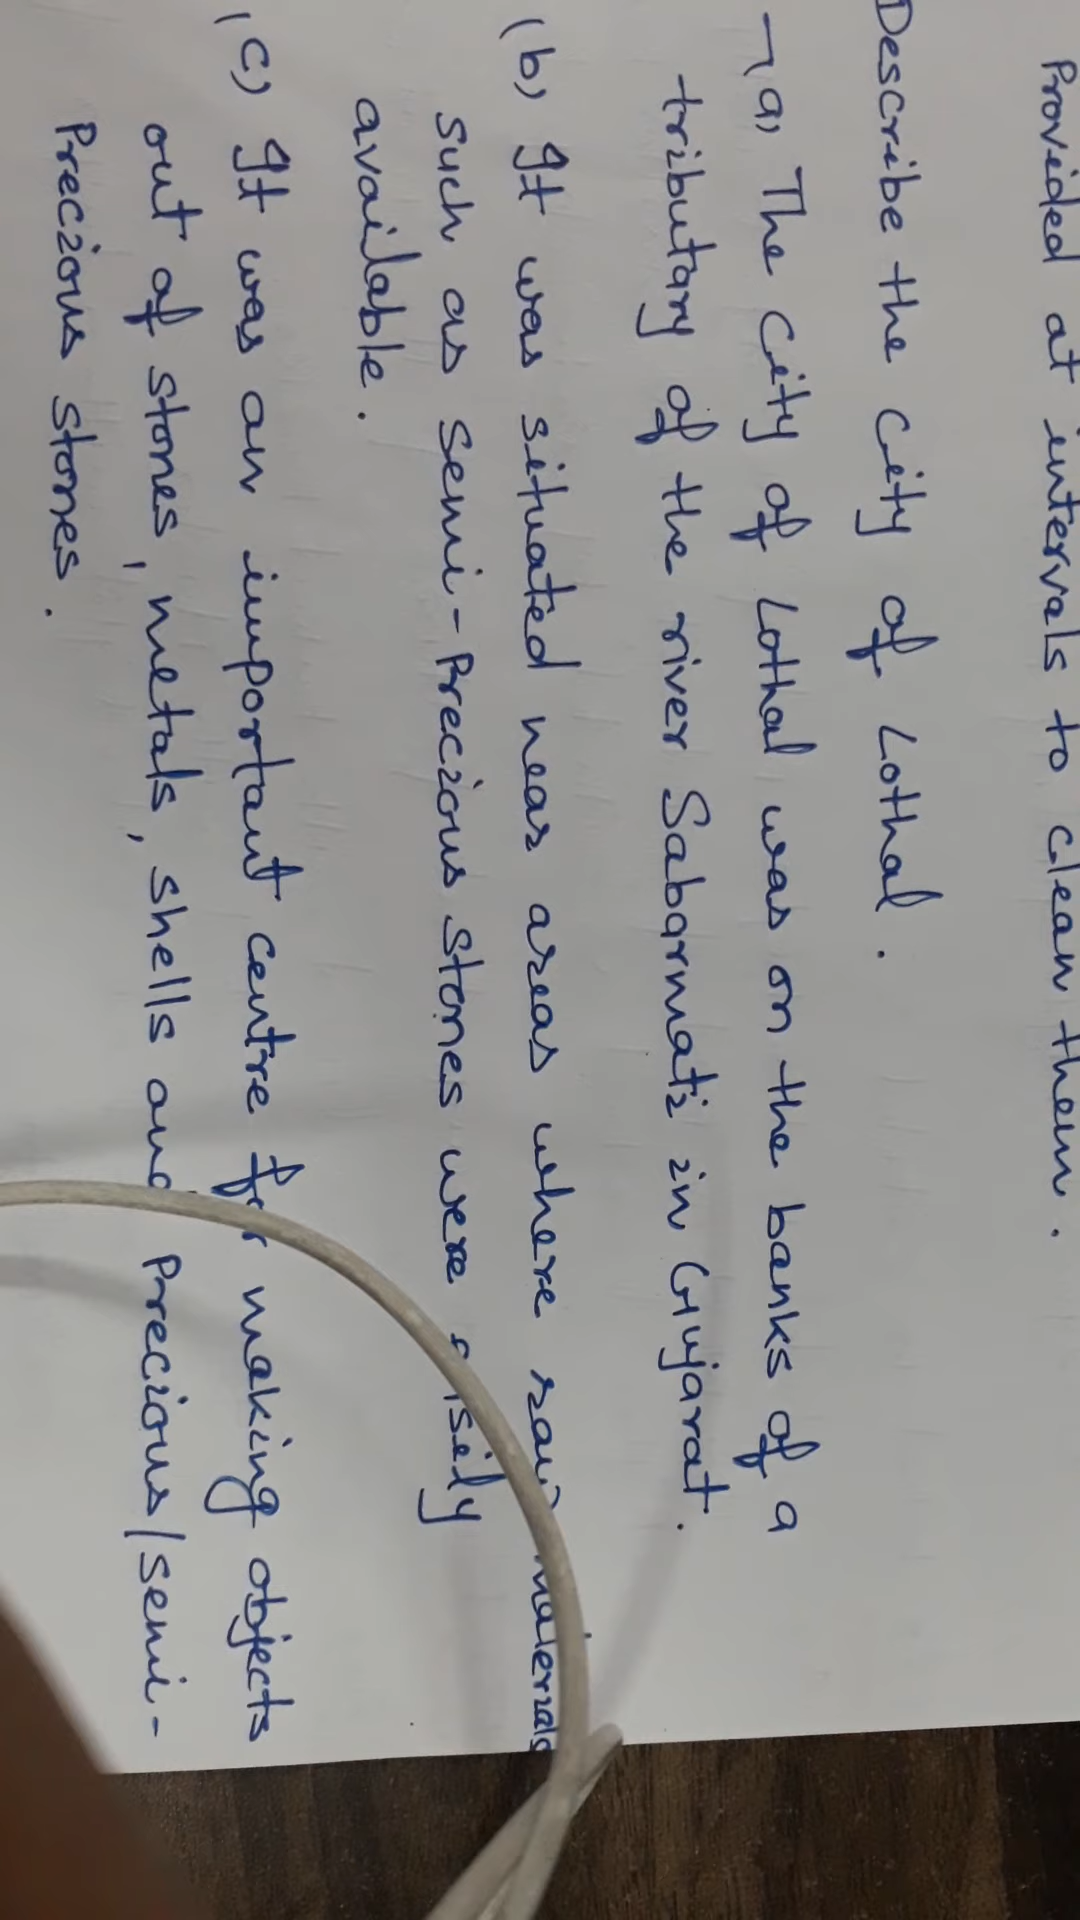 Provided at intervals to clean them.
Describe the City of Lothal.
→ a) The City of Lothal was on the banks of a
tributary of the river Sabarmati in Gujarat.
(b) It was situated near areas where raw materials
such as semi-Precious stones were easily
available.
(c) It was an important centre for making objects
out of stones, metals, shells and Precious/semi-
Precious stones.